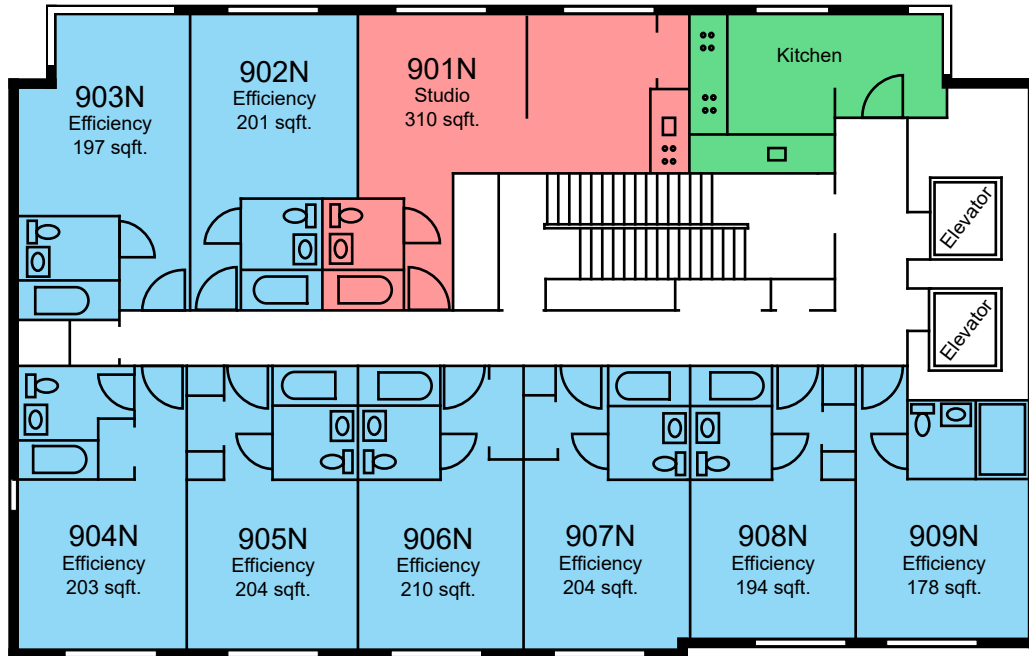 903N
Efficiency
197 sqft.
902N
Efficiency
201 sqft.
901N
Studio
310 sqft.
Kitchen
Elevator
Elevator
904N
Efficiency
203 sqft.
905N
Efficiency
204 sqft.
906N
Efficiency
210 sqft.
907N
Efficiency
204 sqft.
908N
Efficiency
194 sqft.
909N
Efficiency
178 sqft.